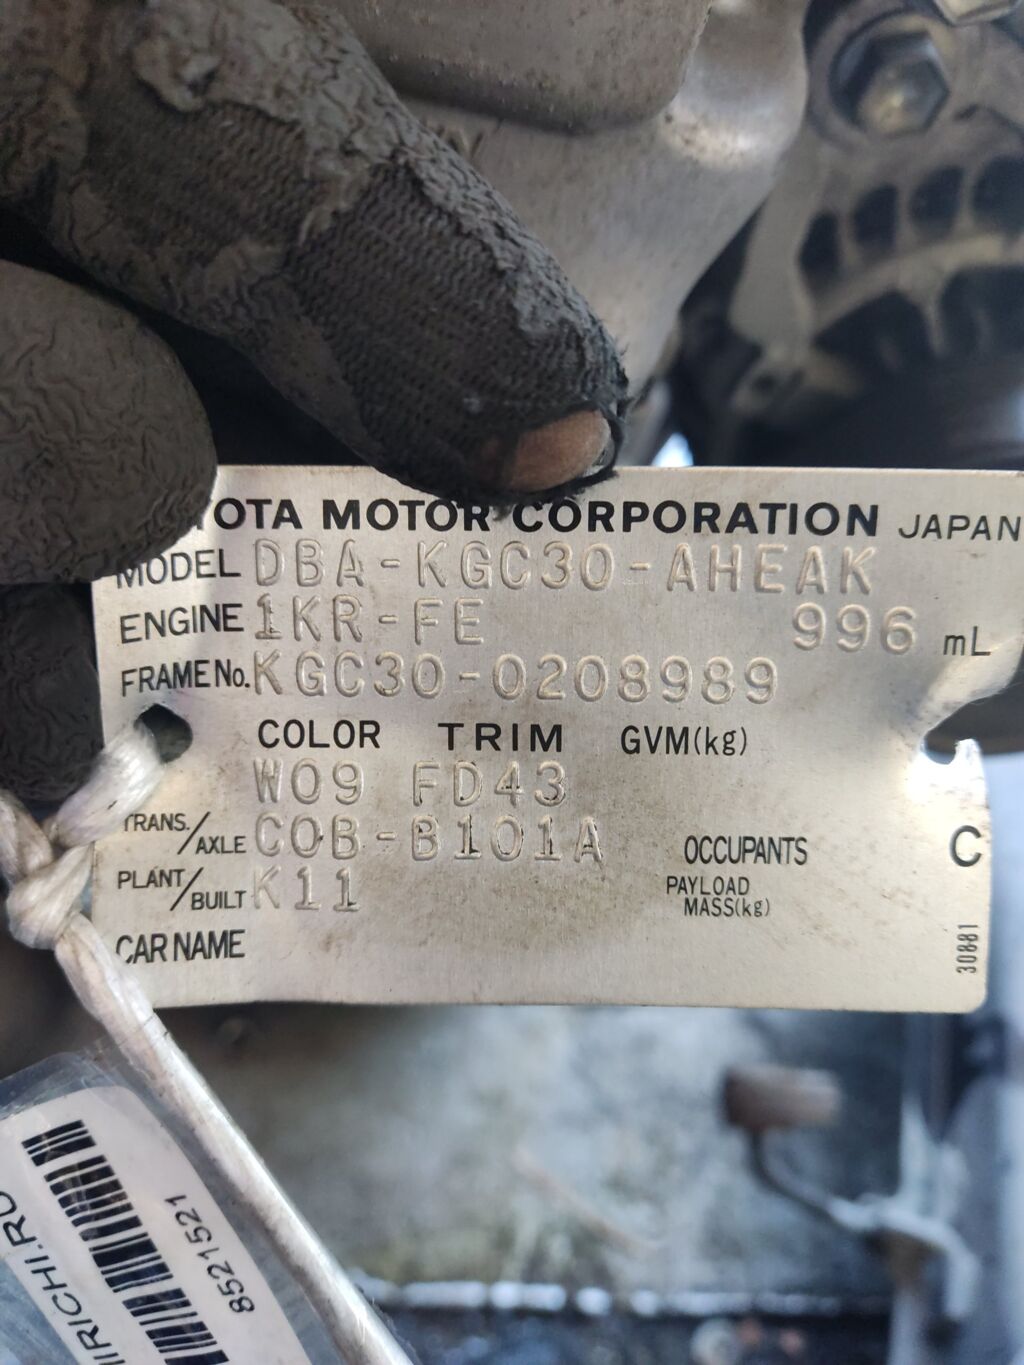 YOTA MOTOR CORPORATION JAPAN
MODEL DBA-KGC30-AHEAK
ENGINE 1KR-FE 996 mL
FRAME No. KGC30-0208989
COLOR TRIM GVM(kg)
W09 FD43
TRANS./AXLE C0B-B101A OCCUPANTS C
PLANT/BUILT K11 PAYLOAD MASS(kg)
CAR NAME
30881
8521521
IIRICHI.RU